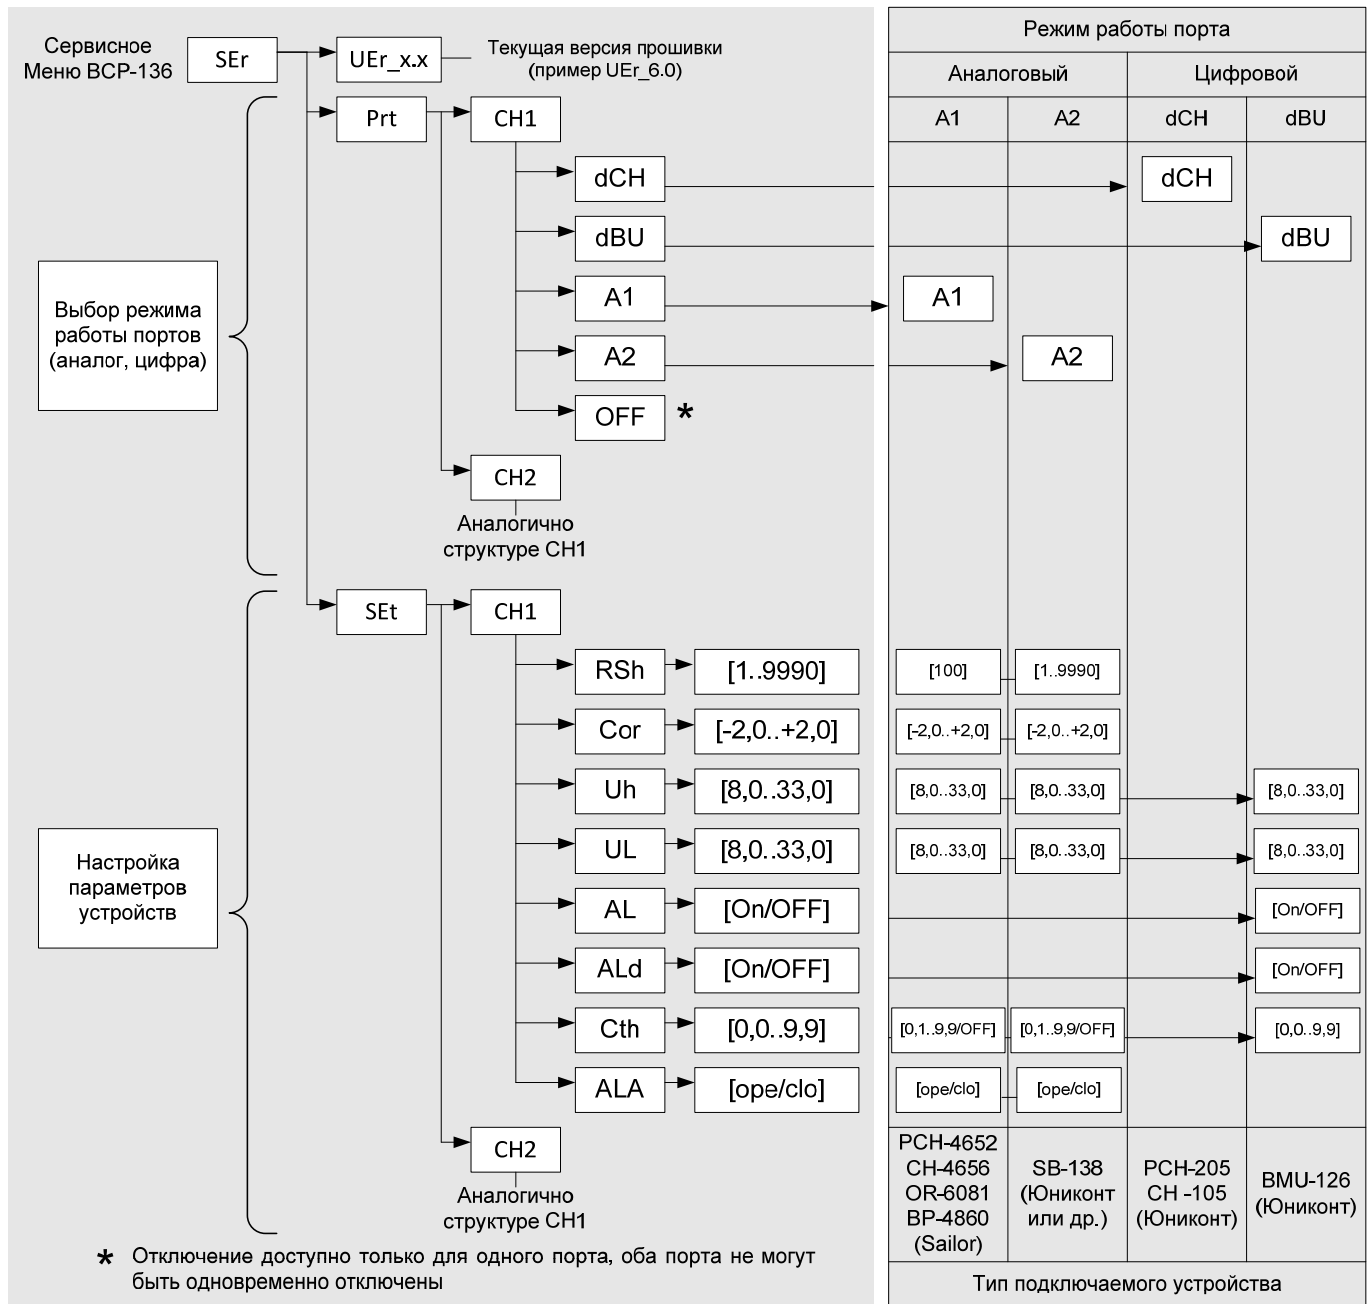 Сервисное
Меню ВСР-136
SEr
UEr_x.x
Текущая версия прошивки
(пример UEr_6.0)
Prt
CH1
dCH
dBU
A1
A2
OFF *
CH2
Аналогично
структуре CH1
Выбор режима
работы портов
(аналог, цифра)
SEt
CH1
RSh [1..9990]
Cor [-2,0..+2,0]
Uh [8,0..33,0]
UL [8,0..33,0]
AL [On/OFF]
ALd [On/OFF]
Cth [0,0..9,9]
ALA [ope/clo]
CH2
Аналогично
структуре CH1
Настройка
параметров
устройств
* Отключение доступно только для одного порта, оба порта не могут
быть одновременно отключены
Режим работы порта
Аналоговый Цифровой
A1 A2 dCH dBU
dCH
dBU
A1
A2
[100] [1..9990]
[-2,0..+2,0] [-2,0..+2,0]
[8,0..33,0] [8,0..33,0] [8,0..33,0]
[8,0..33,0] [8,0..33,0] [8,0..33,0]
[On/OFF]
[On/OFF]
[0,1..9,9/OFF] [0,1..9,9/OFF] [0,0..9,9]
[ope/clo] [ope/clo]
PCH-4652
CH-4656
OR-6081
BP-4860
(Sailor)
SB-138
(Юниконт
или др.)
PCH-205
CH -105
(Юниконт)
BMU-126
(Юниконт)
Тип подключаемого устройства